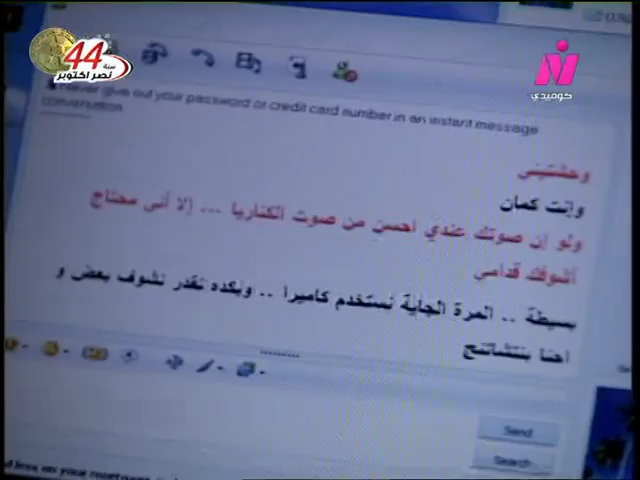 44
سنة
نصر اكتوبر
كوميدي
Never give out your password or credit card number in an instant message
conversation
وحشتيني
وإنت كمان
ولو إن صوتك عندي احسن من صوت الكناريا ... إلا أنى محتاج
أشوفك قدامي
بسيطة .. المرة الجاية نستخدم كاميرا .. وبكده نقدر نشوف بعض و
احنا بنتشاتنج
Send
Search